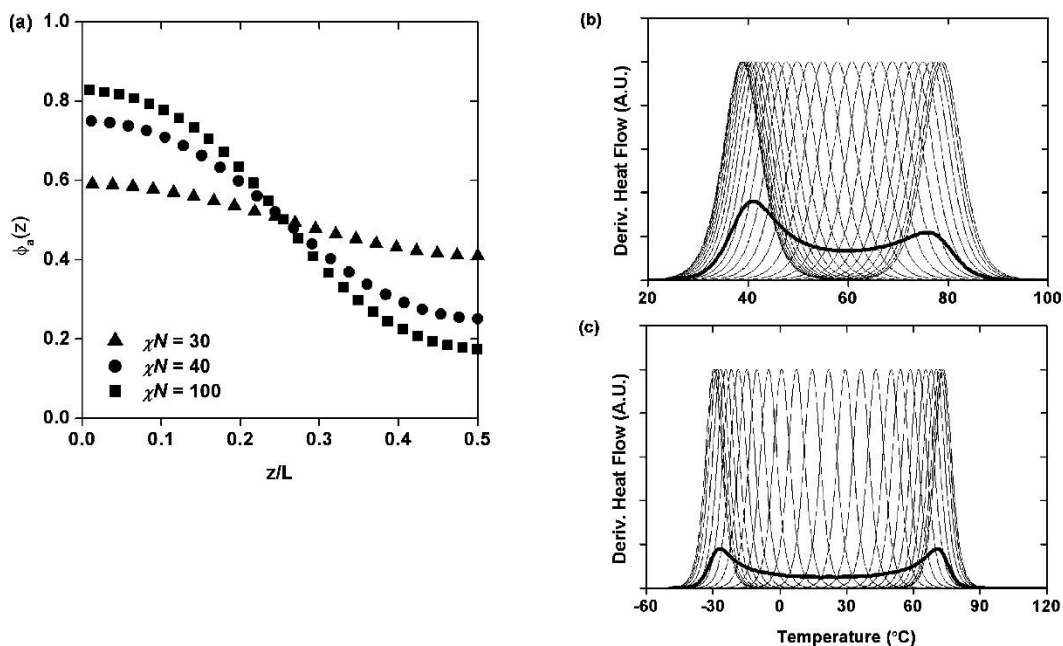 (a)
1.0
0.8
0.6
0.4
0.2
0.0
ϕₐ(z)
0.0 0.1 0.2 0.3 0.4 0.5
z/L
χN = 30
χN = 40
χN = 100
(b)
Deriv. Heat Flow (A.U.)
20 40 60 80 100
(c)
Deriv. Heat Flow (A.U.)
-60 -30 0 30 60 90 120
Temperature (°C)